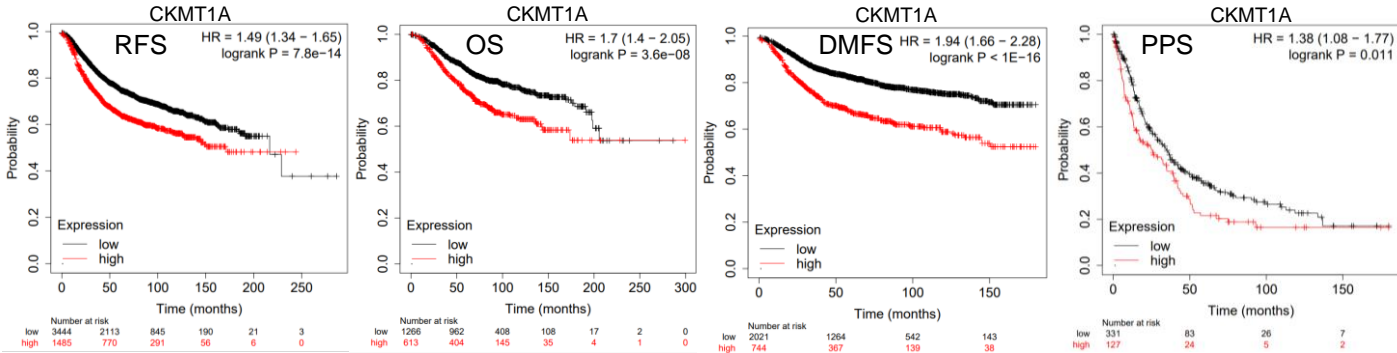 CKMT1A
RFS
HR = 1.49 (1.34 − 1.65)
logrank P = 7.8e−14
Probability
1.0
0.8
0.6
0.4
0.2
0.0
Expression
low
high
0 50 100 150 200 250
Time (months)
Number at risk
low 3444 2113 845 190 21 3
high 1485 770 291 56 6 0
CKMT1A
OS
HR = 1.7 (1.4 − 2.05)
logrank P = 3.6e−08
Probability
1.0
0.8
0.6
0.4
0.2
0.0
Expression
low
high
0 50 100 150 200 250 300
Time (months)
Number at risk
low 1266 962 408 108 17 2 0
high 613 404 145 35 4 1 0
CKMT1A
DMFS
HR = 1.94 (1.66 − 2.28)
logrank P < 1E−16
Probability
1.0
0.8
0.6
0.4
0.2
0.0
Expression
low
high
0 50 100 150
Time (months)
Number at risk
low 2021 1264 542 143
high 744 367 139 38
CKMT1A
PPS
HR = 1.38 (1.08 − 1.77)
logrank P = 0.011
Probability
1.0
0.8
0.6
0.4
0.2
0.0
Expression
low
high
0 50 100 150
Time (months)
Number at risk
low 331 83 26 7
high 127 24 5 2